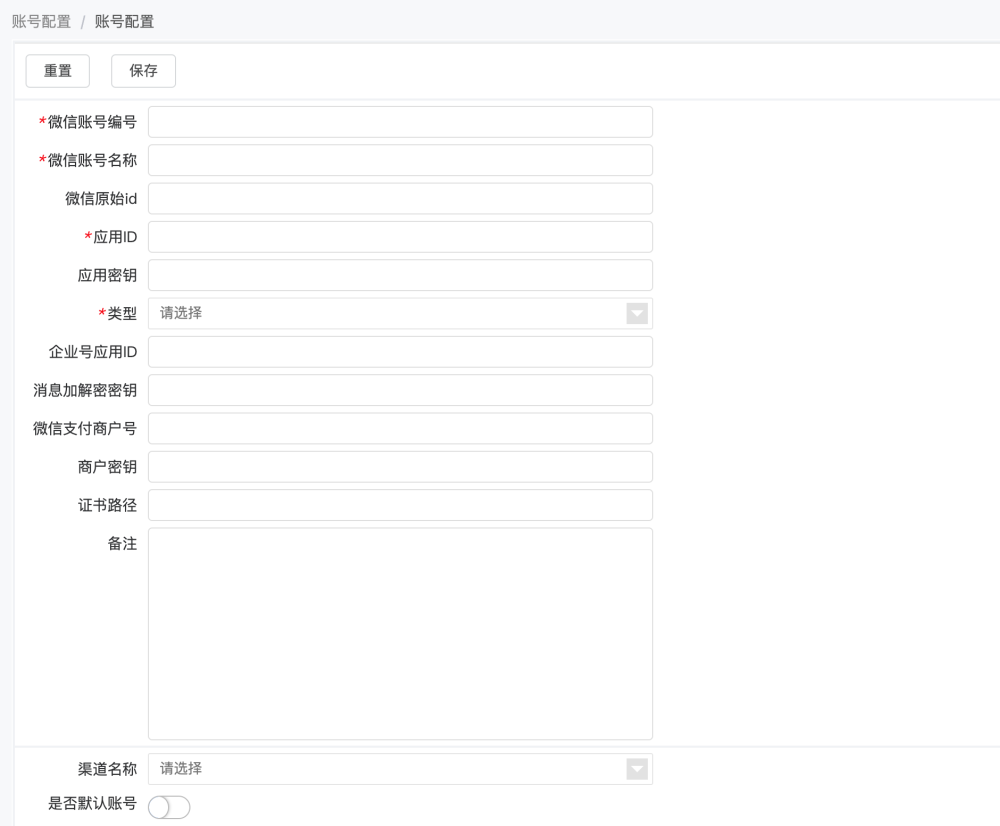 账号配置 / 账号配置
重置 保存
*微信账号编号
*微信账号名称
微信原始id
*应用ID
应用密钥
*类型 请选择
企业号应用ID
消息加解密密钥
微信支付商户号
商户密钥
证书路径
备注
渠道名称 请选择
是否默认账号